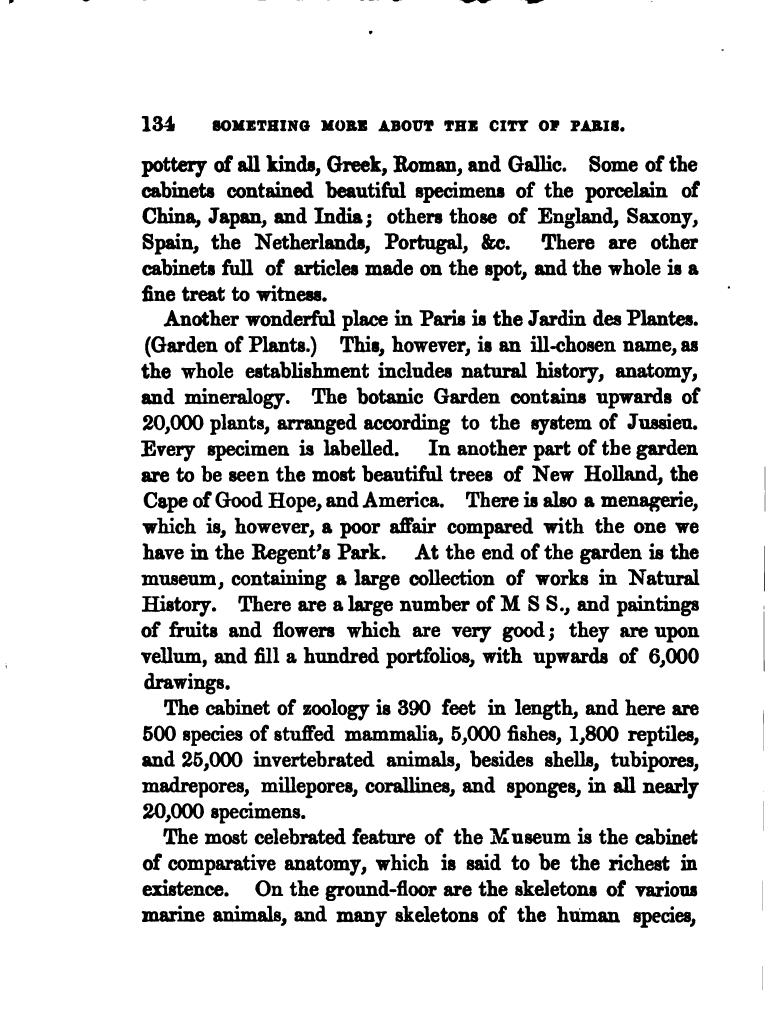 134 SOMETHING MORE ABOUT THE CITY OF PARIS.
pottery of all kinds, Greek, Roman, and Gallic. Some of the
cabinets contained beautiful specimens of the porcelain of
China, Japan, and India; others those of England, Saxony,
Spain, the Netherlands, Portugal, &c. There are other
cabinets full of articles made on the spot, and the whole is a
fine treat to witness.
Another wonderful place in Paris is the Jardin des Plantes.
(Garden of Plants.) This, however, is an ill-chosen name, as
the whole establishment includes natural history, anatomy,
and mineralogy. The botanic Garden contains upwards of
20,000 plants, arranged according to the system of Jussieu.
Every specimen is labelled. In another part of the garden
are to be seen the most beautiful trees of New Holland, the
Cape of Good Hope, and America. There is also a menagerie,
which is, however, a poor affair compared with the one we
have in the Regent's Park. At the end of the garden is the
museum, containing a large collection of works in Natural
History. There are a large number of M S S., and paintings
of fruits and flowers which are very good; they are upon
vellum, and fill a hundred portfolios, with upwards of 6,000
drawings.
The cabinet of zoology is 390 feet in length, and here are
500 species of stuffed mammalia, 5,000 fishes, 1,800 reptiles,
and 25,000 invertebrated animals, besides shells, tubipores,
madrepores, millepores, corallines, and sponges, in all nearly
20,000 specimens.
The most celebrated feature of the Museum is the cabinet
of comparative anatomy, which is said to be the richest in
existence. On the ground-floor are the skeletons of various
marine animals, and many skeletons of the human species,